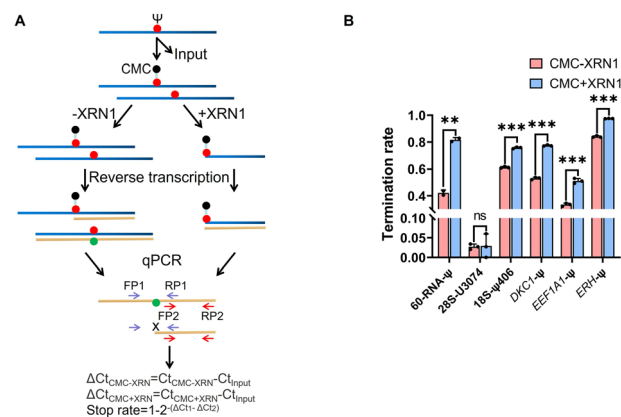 A
Ψ
Input
CMC
-XRN1
+XRN1
Reverse transcription
qPCR
FP1
RP1
X
FP2
RP2
ΔCtCMC-XRN=CtCMC-XRN-CtInput
ΔCtCMC+XRN=CtCMC+XRN-CtInput
Stop rate=1-2-(ΔCt1- ΔCt2)
B
CMC-XRN1
CMC+XRN1
Termination rate
1.0
0.8
0.6
0.4
0.10
0.05
0.00
**
ns
***
***
***
***
60-RNA-ψ
28S-U3074
18S-ψ406
DKC1-ψ
EEF1A1-ψ
ERH-ψ